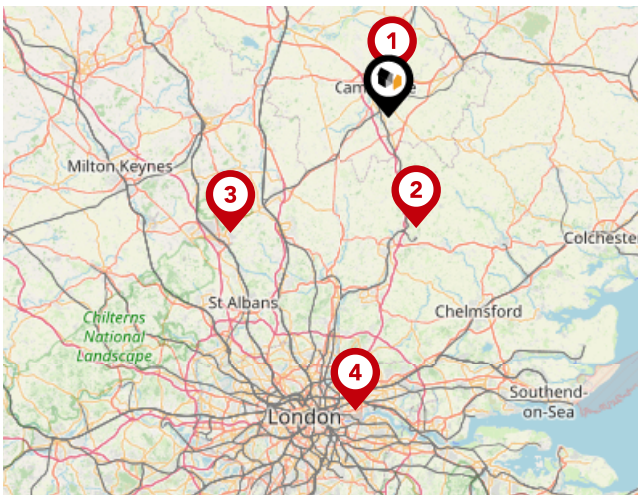 1
Milton Keynes
3
2
Colchester
St Albans
Chilterns
National
Landscape
Chelmsford
4
London
Southend-
on-Sea